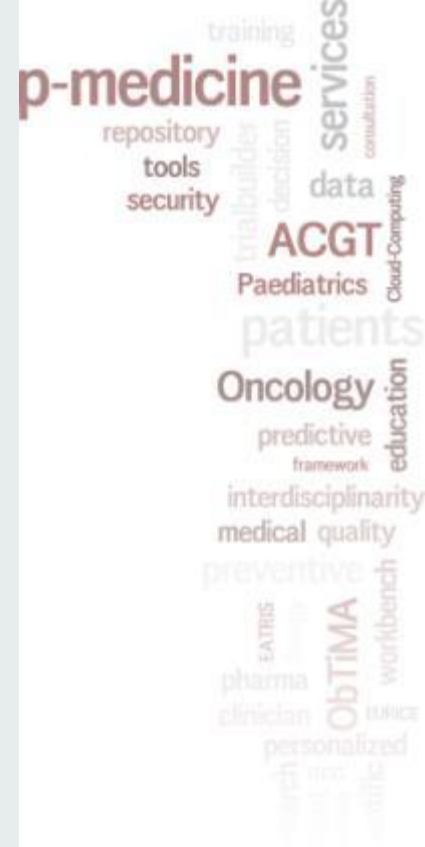 training
services
p-medicine
consultation
repository
trialbuilder
decision
tools
data
security
Cloud-Computing
ACGT
Paediatrics
patients
Oncology
education
predictive
framework
interdisciplinarity
medical quality
preventive
workbench
EATRIS
ObTiMA
pharma
clinician
EURICE
personalized